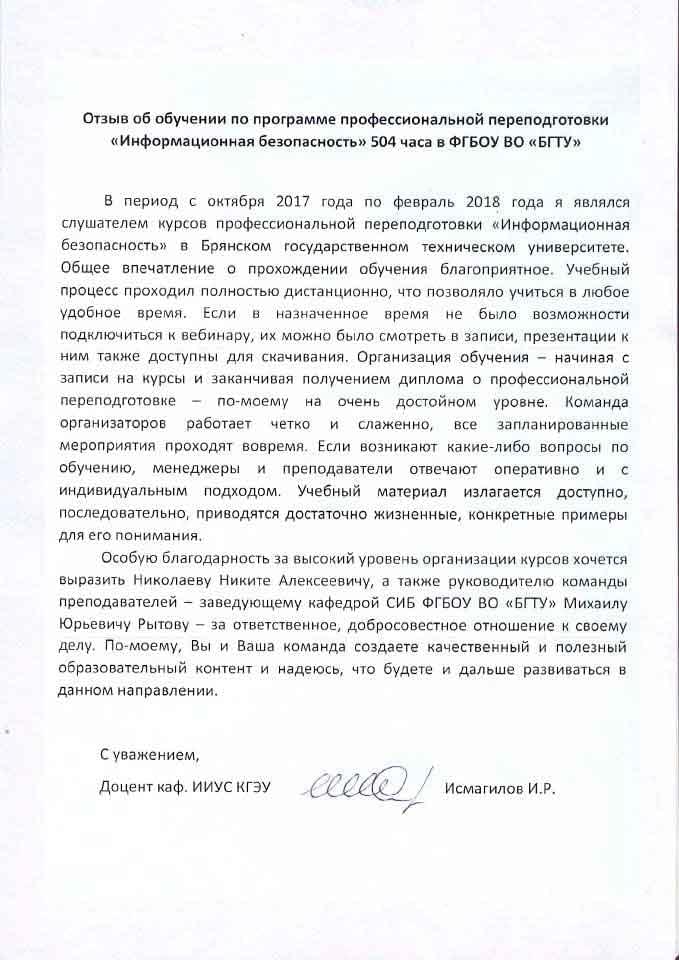 Отзыв об обучении по программе профессиональной переподготовки
«Информационная безопасность» 504 часа в ФГБОУ ВО «БГТУ»
В период с октября 2017 года по февраль 2018 года я являлся
слушателем курсов профессиональной переподготовки «Информационная
безопасность» в Брянском государственном техническом университете.
Общее впечатление о прохождении обучения благоприятное. Учебный
процесс проходил полностью дистанционно, что позволяло учиться в любое
удобное время. Если в назначенное время не было возможности
подключиться к вебинару, их можно было смотреть в записи, презентации к
ним также доступны для скачивания. Организация обучения – начиная с
записи на курсы и заканчивая получением диплома о профессиональной
переподготовке – по-моему на очень достойном уровне. Команда
организаторов работает четко и слаженно, все запланированные
мероприятия проходят вовремя. Если возникают какие-либо вопросы по
обучению, менеджеры и преподаватели отвечают оперативно и с
индивидуальным подходом. Учебный материал излагается доступно,
последовательно, приводятся достаточно жизненные, конкретные примеры
для его понимания.
Особую благодарность за высокий уровень организации курсов хочется
выразить Николаеву Никите Алексеевичу, а также руководителю команды
преподавателей – заведующему кафедрой СИБ ФГБОУ ВО «БГТУ» Михаилу
Юрьевичу Рытову – за ответственное, добросовестное отношение к своему
делу. По-моему, Вы и Ваша команда создаете качественный и полезный
образовательный контент и надеюсь, что будете и дальше развиваться в
данном направлении.
С уважением,
Доцент каф. ИИУС КГЭУ Исмагилов И.Р.